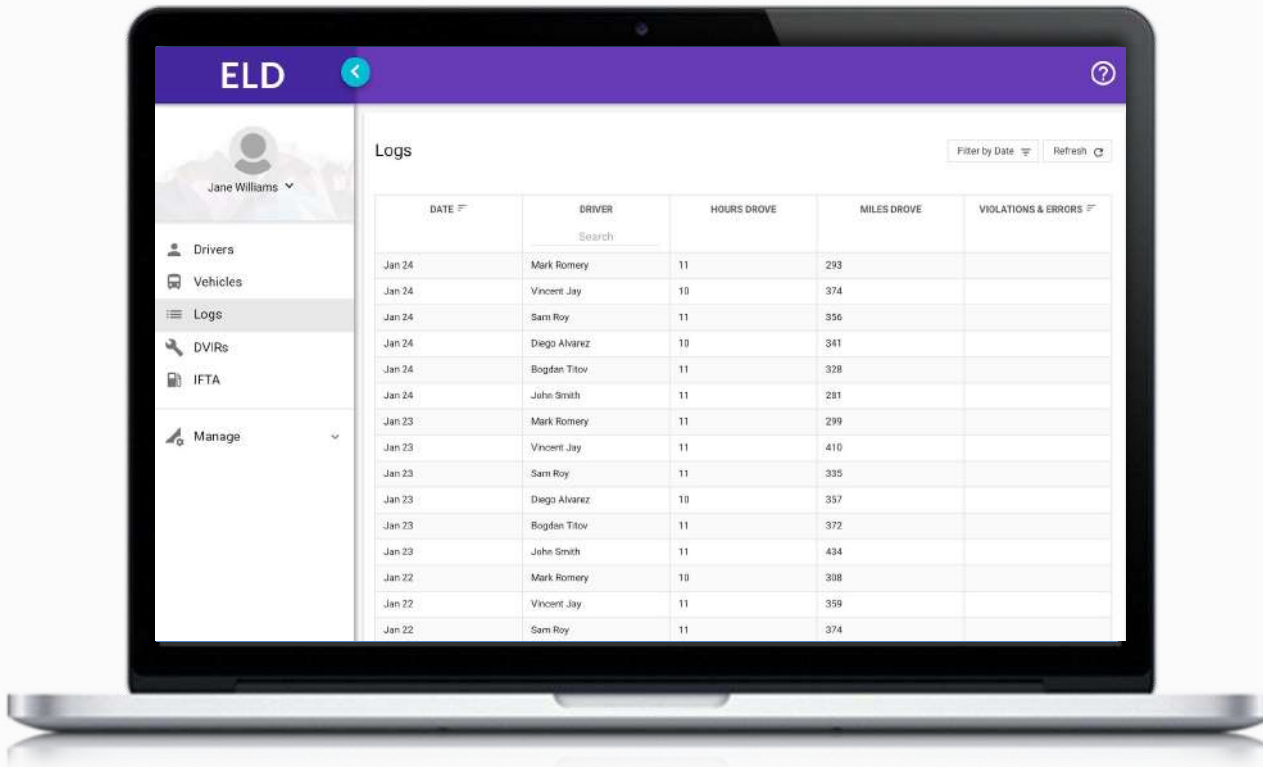 ELD
Jane Williams
Drivers
Vehicles
Logs
DVIRs
IFTA
Manage
Logs
Filter by Date
Refresh
DATE DRIVER HOURS DROVE MILES DROVE VIOLATIONS & ERRORS
Search
Jan 24 Mark Romery 11 293
Jan 24 Vincent Jay 10 374
Jan 24 Sam Roy 11 356
Jan 24 Diego Alvarez 10 341
Jan 24 Bogdan Titov 11 328
Jan 24 John Smith 11 281
Jan 23 Mark Romery 11 299
Jan 23 Vincent Jay 11 410
Jan 23 Sam Roy 11 335
Jan 23 Diego Alvarez 10 357
Jan 23 Bogdan Titov 11 372
Jan 23 John Smith 11 434
Jan 22 Mark Romery 10 308
Jan 22 Vincent Jay 11 359
Jan 22 Sam Roy 11 374